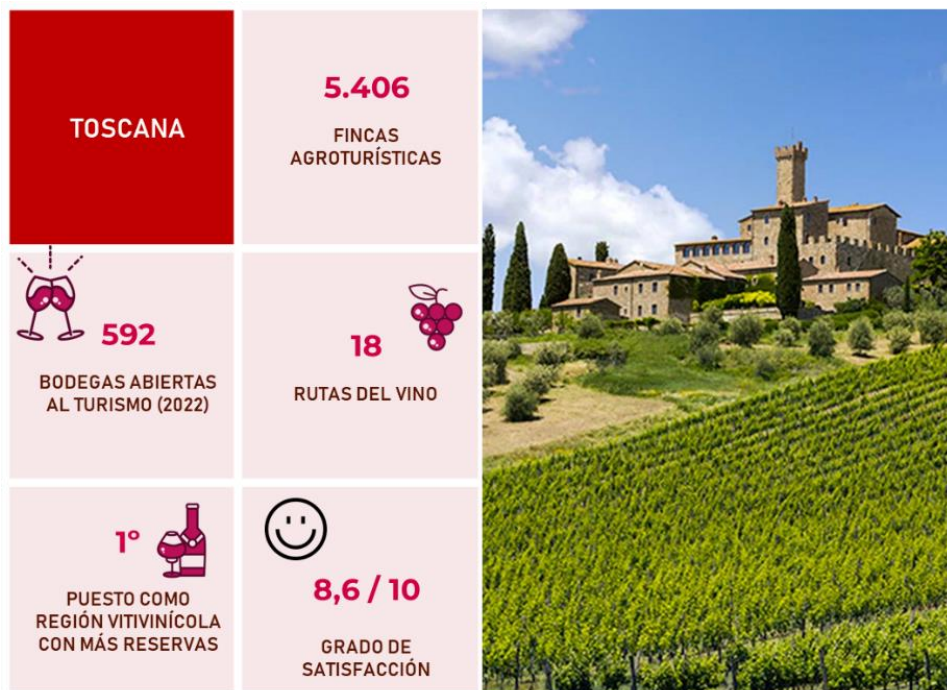 TOSCANA
5.406
FINCAS
AGROTURÍSTICAS
592
BODEGAS ABIERTAS
AL TURISMO (2022)
18
RUTAS DEL VINO
1º
PUESTO COMO
REGIÓN VITIVINÍCOLA
CON MÁS RESERVAS
8,6 / 10
GRADO DE
SATISFACCIÓN